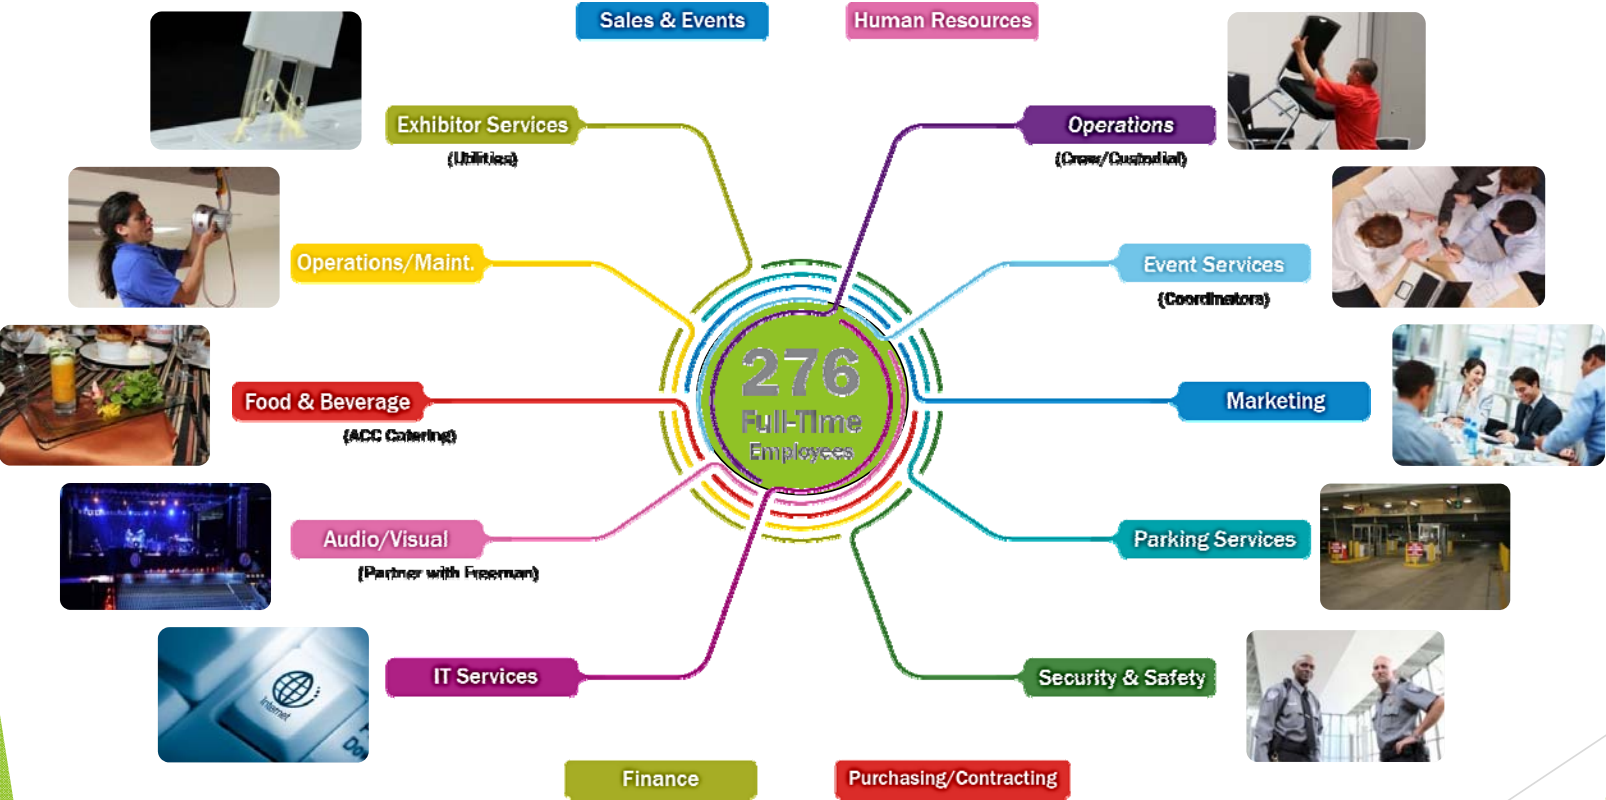 Sales & Events
Human Resources
Exhibitor Services
(Utilities)
Operations
(Crew/Custodial)
Operations/Maint.
Event Services
(Coordinators)
276
Full-Time
Employees
Food & Beverage
(ACC Catering)
Marketing
Audio/Visual
(Partner with Freeman)
Parking Services
IT Services
Security & Safety
Internet
Finance
Purchasing/Contracting